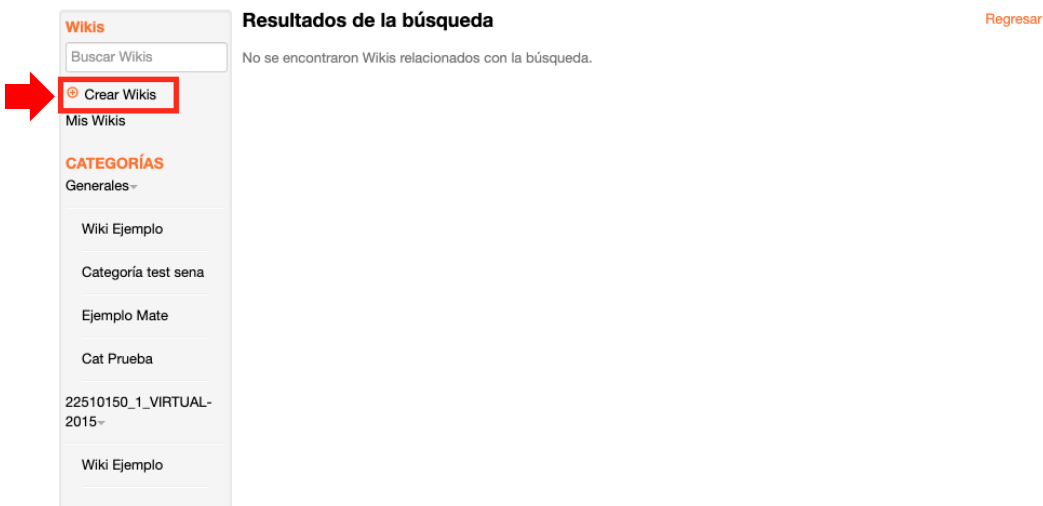 Wikis
Buscar Wikis
Crear Wikis
Mis Wikis
CATEGORÍAS
Generales
Wiki Ejemplo
Categoría test sena
Ejemplo Mate
Cat Prueba
22510150_1_VIRTUAL-
2015
Wiki Ejemplo
Resultados de la búsqueda
Regresar
No se encontraron Wikis relacionados con la búsqueda.